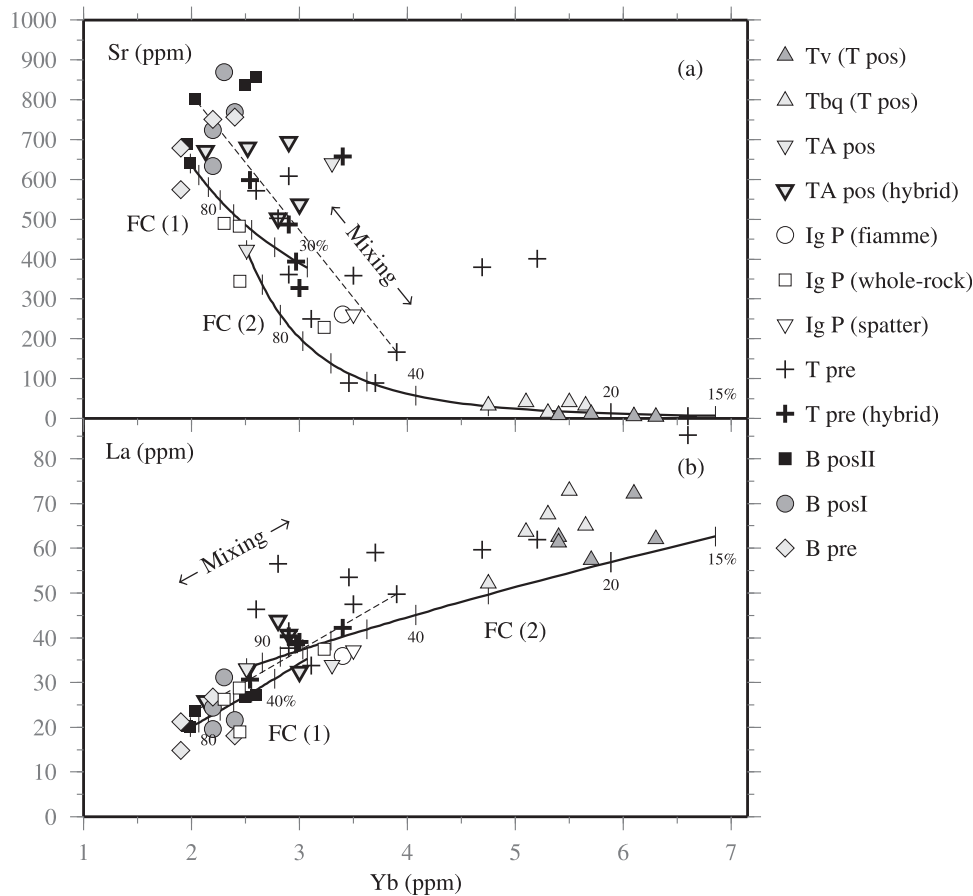 1000
900
800
700
600
500
400
300
200
100
0
Sr (ppm)
(a)
80
FC (1)
30%
Mixing
FC (2)
80
40
20
15%
80
70
60
50
40
30
20
10
0
La (ppm)
(b)
Mixing
90
40
20
15%
FC (2)
40%
80
FC (1)
1 2 3 4 5 6 7
Yb (ppm)
Tv (T pos)
Tbq (T pos)
TA pos
TA pos (hybrid)
Ig P (fiamme)
Ig P (whole-rock)
Ig P (spatter)
T pre
T pre (hybrid)
B posII
B posI
B pre